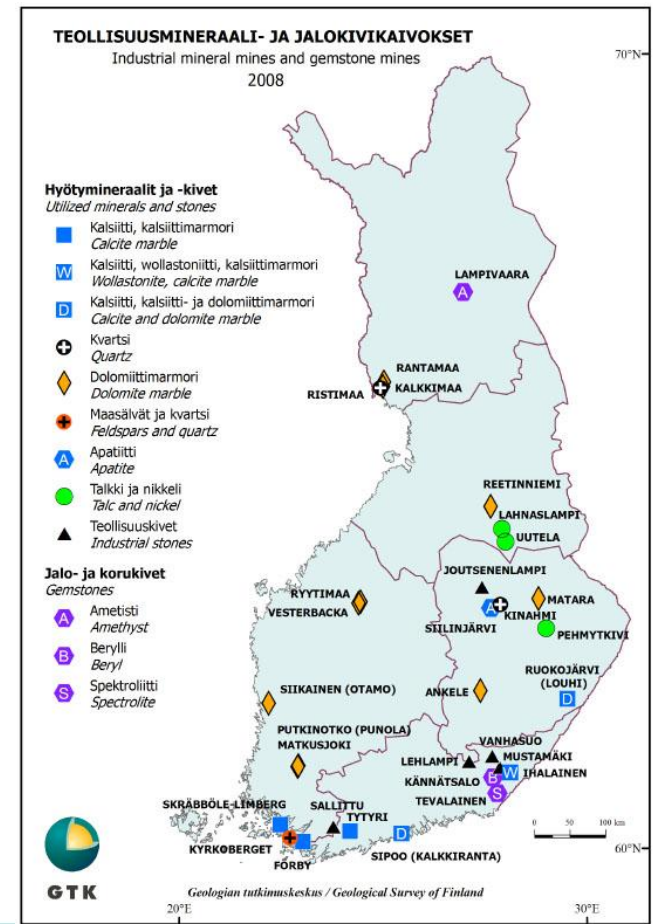 TEOLLISUUSMINERAALI- JA JALOKIVIKAIVOKSET
Industrial mineral mines and gemstone mines
2008
70°N
Hyötymineraalit ja -kivet
Utilized minerals and stones
Kalsiitti, kalsiittimarmori
Calcite marble
W
Kalsiitti, wollastoniitti, kalsiittimarmori
Wollastonite, calcite marble
D
Kalsiitti, kalsiitti- ja dolomiittimarmori
Calcite and dolomite marble
Kvartsi
Quartz
Dolomiittimarmori
Dolomite marble
Maasälvät ja kvartsi
Feldspars and quartz
A
Apatiitti
Apatite
Talkki ja nikkeli
Talc and nickel
Teollisuuskivet
Industrial stones
Jalo- ja korukivet
Gemstones
A
Ametisti
Amethyst
B
Berylli
Beryl
S
Spektroliitti
Spectrolite
LAMPIVAARA
A
RANTAMAA
KALKKIMAA
RISTIMAA
REETINNIEMI
LAHNASLAMPI
UUTELA
JOUTSENENLAMPI
RYYTIMAA
VESTERBACKA
MATARA
A
KINAHMI
SIILINJÄRVI
PEHMYTKIVI
RUOKOJÄRVI
(LOUHI)
D
ANKELE
SIIKAINEN (OTAMO)
PUTKINOTKO (PUNOLA)
MATKUSJOKI
VANHASUO
MUSTAMÄKI
LEHLAMPI
W
IHALAINEN
KÄNNÄTSALO
B
TEVALAINEN
S
SKRÄBBÖLE-LIMBERG
SALLITTU
TYTYRI
KYRKOBERGET
FÖRBY
D
SIPOO (KALKKIRANTA)
0 50 100 km
60°N
GTK
Geologian tutkimuskeskus / Geological Survey of Finland
20°E
30°E